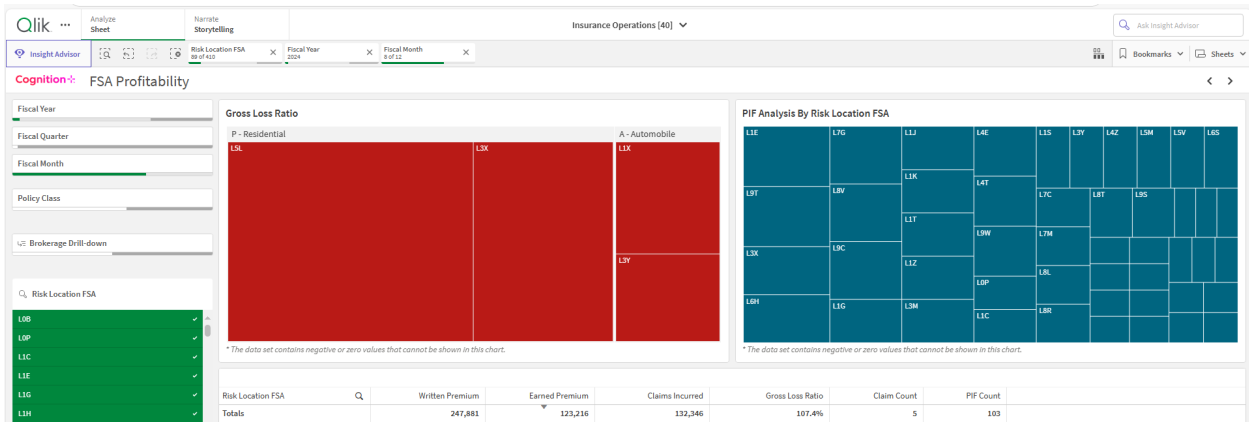 Qlik ...
Analyze
Sheet
Narrate
Storytelling
Insurance Operations [40]
Ask Insight Advisor
Insight Advisor
Risk Location FSA
89 of 410
Fiscal Year
2024
Fiscal Month
8 of 12
Bookmarks
Sheets
Cognition+
FSA Profitability
Fiscal Year
Fiscal Quarter
Fiscal Month
Policy Class
Brokerage Drill-down
Risk Location FSA
L0B
L0P
L1C
L1E
L1G
L1H
Gross Loss Ratio
P - Residential
A - Automobile
L5L
L3X
L1X
L3Y
* The data set contains negative or zero values that cannot be shown in this chart.
PIF Analysis By Risk Location FSA
L1E
L7G
L1J
L4E
L1S
L3Y
L4Z
L5M
L5V
L6S
L1K
L4T
L9T
L8V
L7C
L8T
L9S
L1T
L9W
L7M
L3X
L9C
L1Z
L8L
L0P
L6H
L1G
L3M
L8R
L1C
* The data set contains negative or zero values that cannot be shown in this chart.
Risk Location FSA
Written Premium
Earned Premium
Claims Incurred
Gross Loss Ratio
Claim Count
PIF Count
Totals
247,881
123,216
132,346
107.4%
5
103